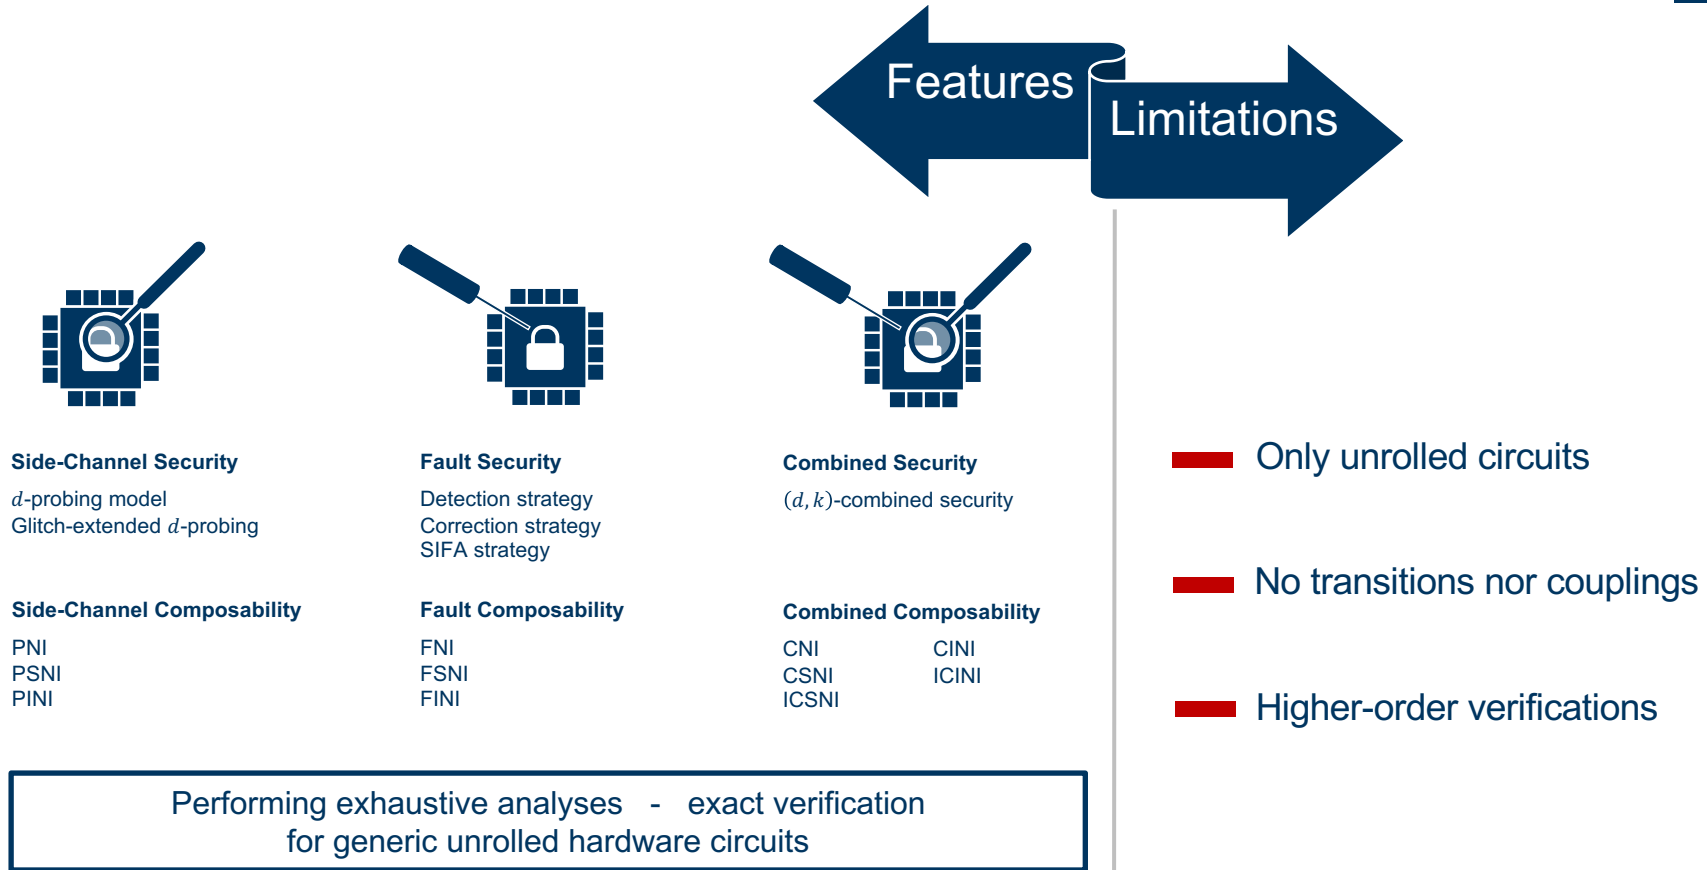 Features
Limitations
Side-Channel Security
d-probing model
Glitch-extended d-probing
Fault Security
Detection strategy
Correction strategy
SIFA strategy
Combined Security
(d, k)-combined security
Side-Channel Composability
PNI
PSNI
PINI
Fault Composability
FNI
FSNI
FINI
Combined Composability
CNI CINI
CSNI ICINI
ICSNI
Performing exhaustive analyses - exact verification
for generic unrolled hardware circuits
Only unrolled circuits
No transitions nor couplings
Higher-order verifications